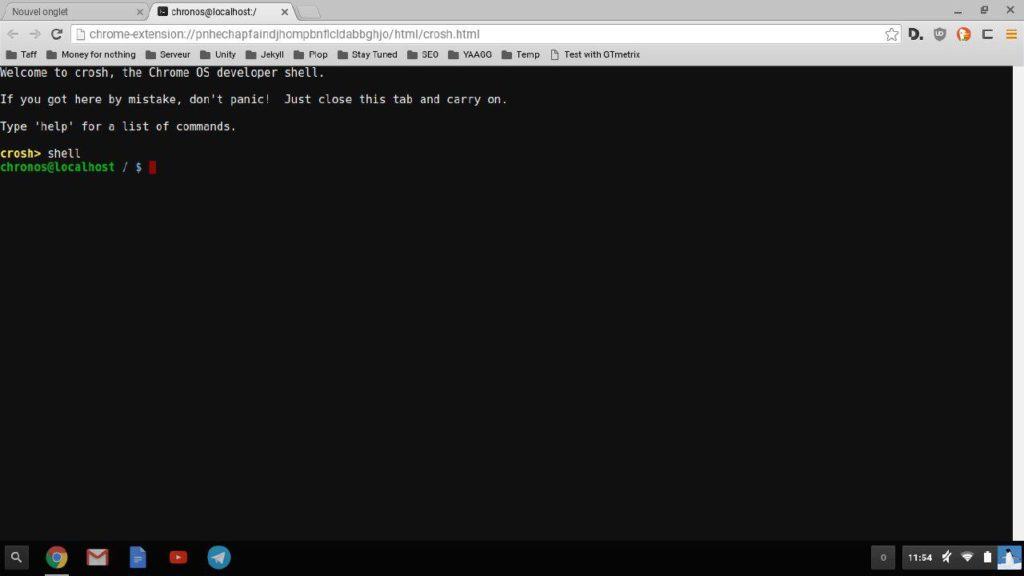 Nouvel onglet
chronos@localhost:/
chrome-extension://pnhechapfaindjhompbnflcldabbghjo/html/crosh.html
D.
Taff Money for nothing Serveur Unity Jekyll Plop Stay Tuned SEO YAAGG Temp Test with GTmetrix
Welcome to crosh, the Chrome OS developer shell.
If you got here by mistake, don't panic!  Just close this tab and carry on.
Type 'help' for a list of commands.
crosh> shell
chronos@localhost / $
0
11:54